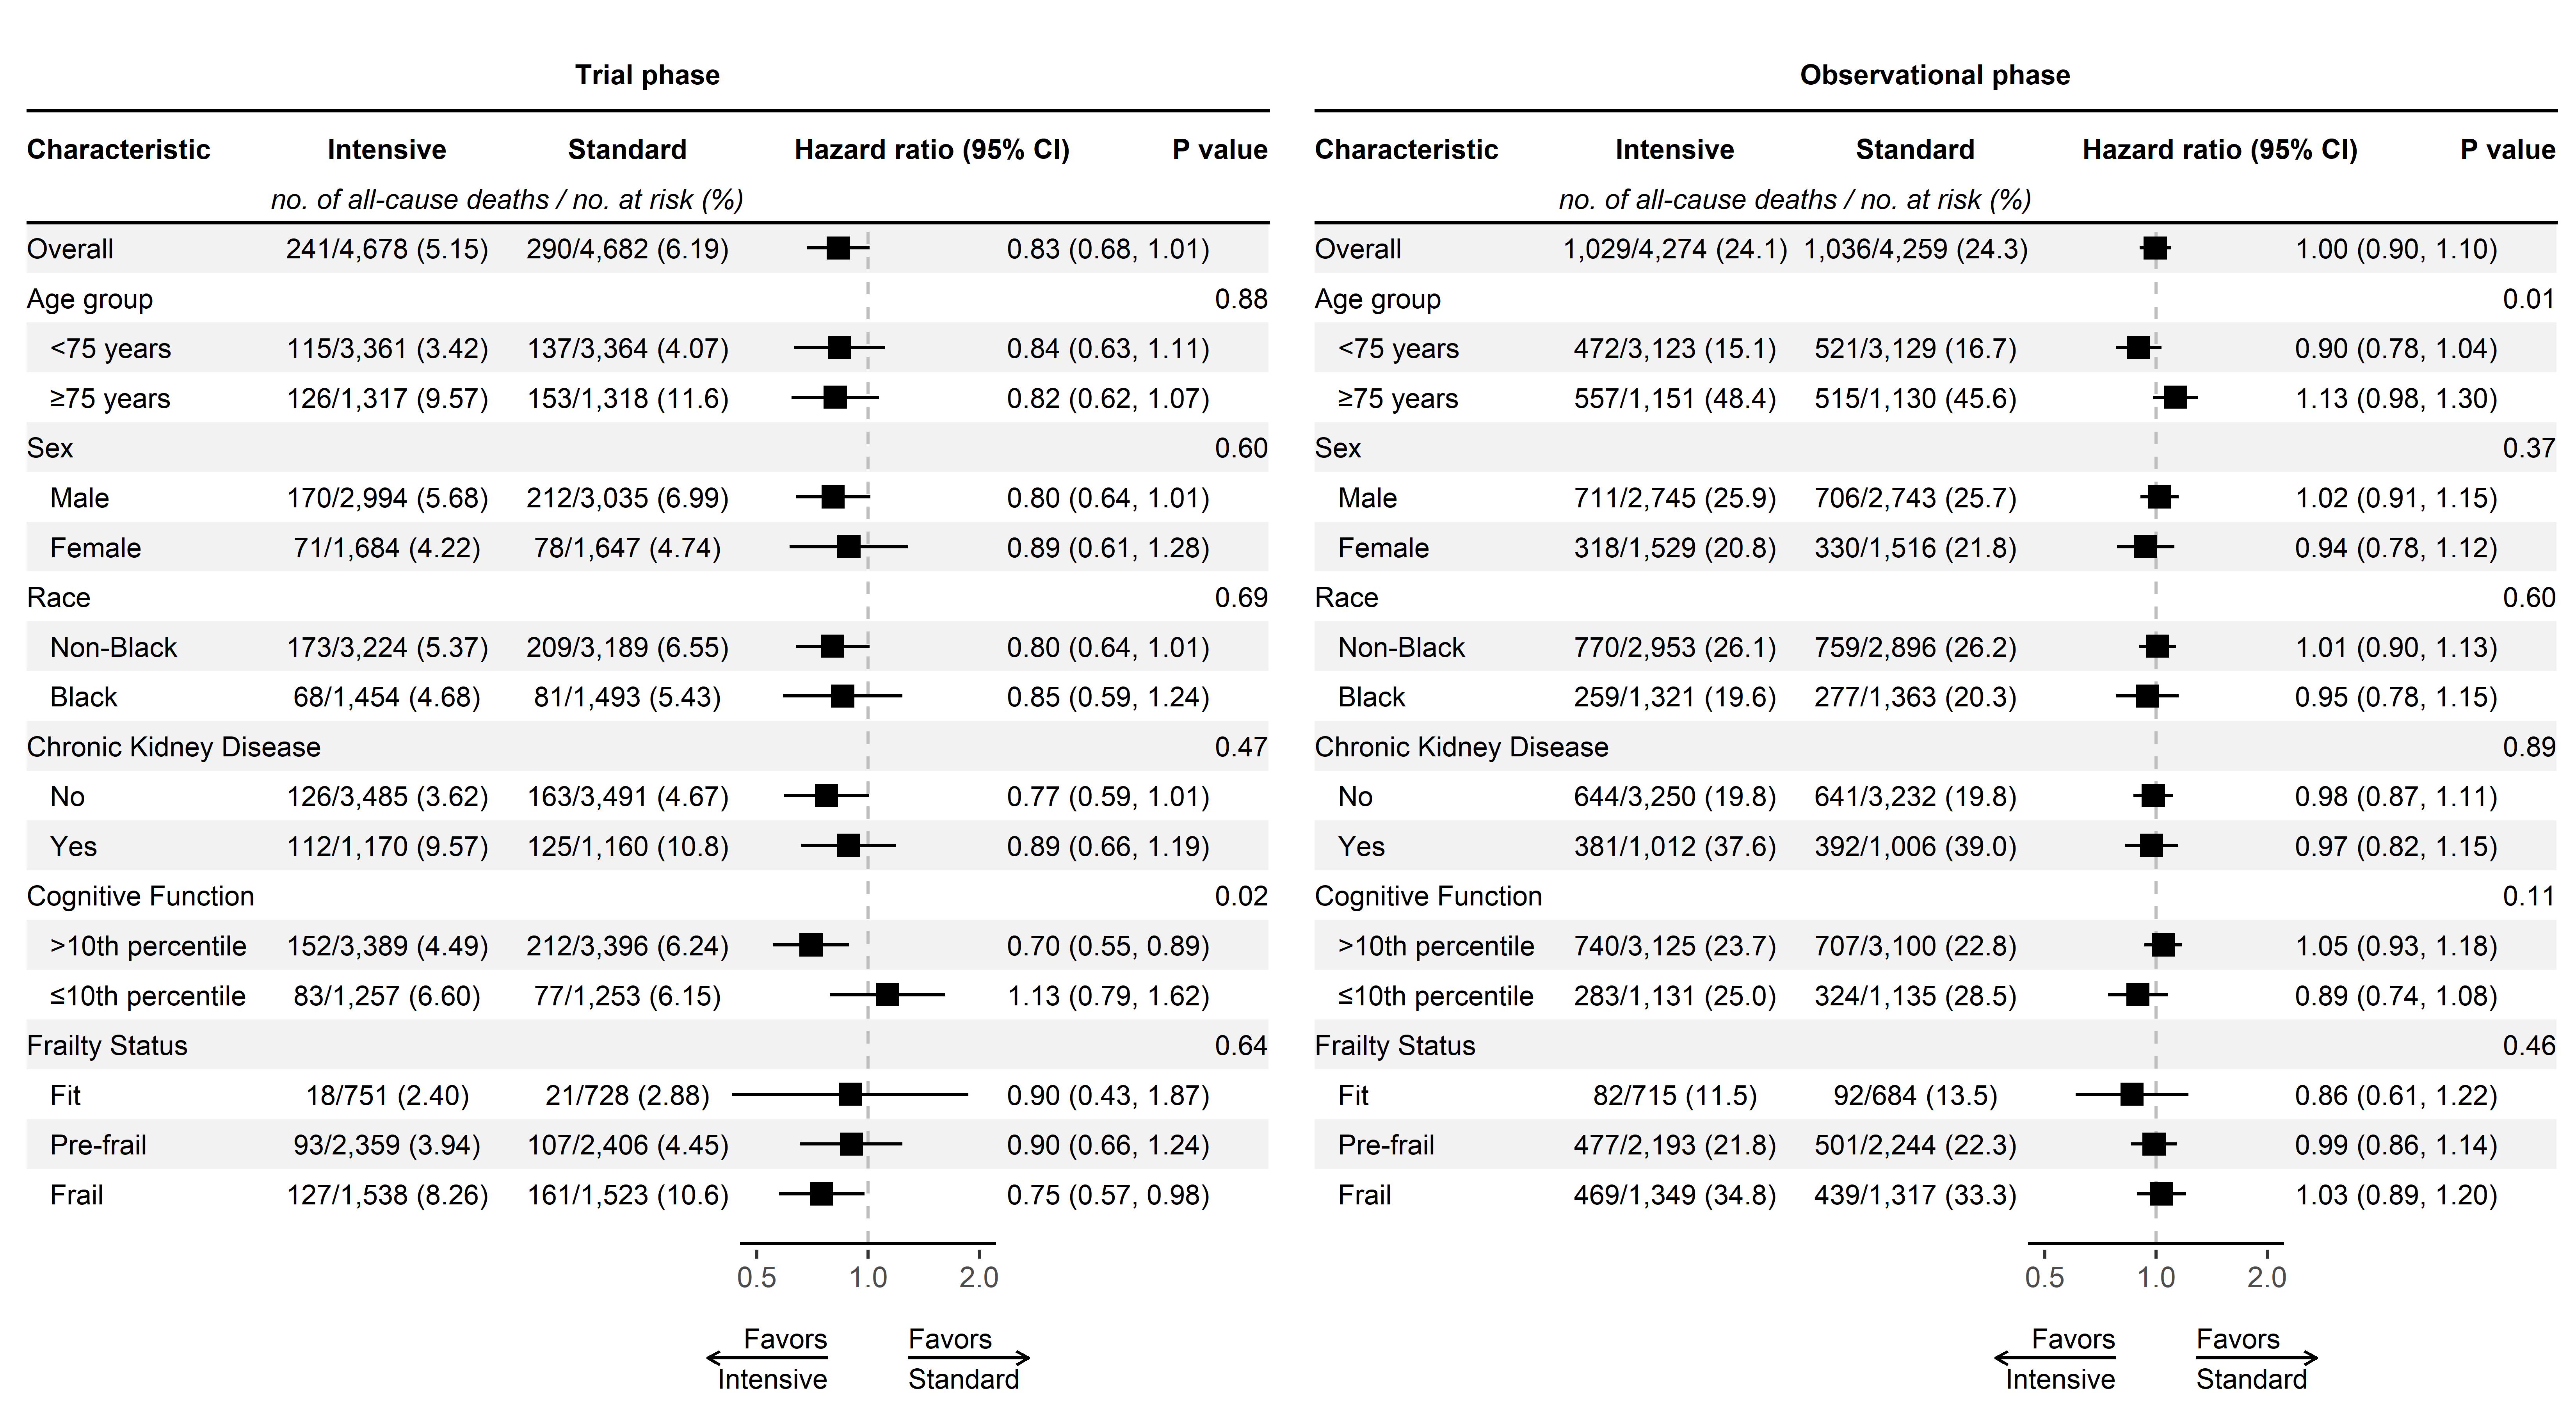 Trial phase
Characteristic Intensive Standard Hazard ratio (95% CI) P value
no. of all-cause deaths / no. at risk (%)
Overall 241/4,678 (5.15) 290/4,682 (6.19) 0.83 (0.68, 1.01)
Age group 0.88
<75 years 115/3,361 (3.42) 137/3,364 (4.07) 0.84 (0.63, 1.11)
≥75 years 126/1,317 (9.57) 153/1,318 (11.6) 0.82 (0.62, 1.07)
Sex 0.60
Male 170/2,994 (5.68) 212/3,035 (6.99) 0.80 (0.64, 1.01)
Female 71/1,684 (4.22) 78/1,647 (4.74) 0.89 (0.61, 1.28)
Race 0.69
Non-Black 173/3,224 (5.37) 209/3,189 (6.55) 0.80 (0.64, 1.01)
Black 68/1,454 (4.68) 81/1,493 (5.43) 0.85 (0.59, 1.24)
Chronic Kidney Disease 0.47
No 126/3,485 (3.62) 163/3,491 (4.67) 0.77 (0.59, 1.01)
Yes 112/1,170 (9.57) 125/1,160 (10.8) 0.89 (0.66, 1.19)
Cognitive Function 0.02
>10th percentile 152/3,389 (4.49) 212/3,396 (6.24) 0.70 (0.55, 0.89)
≤10th percentile 83/1,257 (6.60) 77/1,253 (6.15) 1.13 (0.79, 1.62)
Frailty Status 0.64
Fit 18/751 (2.40) 21/728 (2.88) 0.90 (0.43, 1.87)
Pre-frail 93/2,359 (3.94) 107/2,406 (4.45) 0.90 (0.66, 1.24)
Frail 127/1,538 (8.26) 161/1,523 (10.6) 0.75 (0.57, 0.98)
0.5 1.0 2.0
Favors Favors
Intensive Standard
Observational phase
Characteristic Intensive Standard Hazard ratio (95% CI) P value
no. of all-cause deaths / no. at risk (%)
Overall 1,029/4,274 (24.1) 1,036/4,259 (24.3) 1.00 (0.90, 1.10)
Age group 0.01
<75 years 472/3,123 (15.1) 521/3,129 (16.7) 0.90 (0.78, 1.04)
≥75 years 557/1,151 (48.4) 515/1,130 (45.6) 1.13 (0.98, 1.30)
Sex 0.37
Male 711/2,745 (25.9) 706/2,743 (25.7) 1.02 (0.91, 1.15)
Female 318/1,529 (20.8) 330/1,516 (21.8) 0.94 (0.78, 1.12)
Race 0.60
Non-Black 770/2,953 (26.1) 759/2,896 (26.2) 1.01 (0.90, 1.13)
Black 259/1,321 (19.6) 277/1,363 (20.3) 0.95 (0.78, 1.15)
Chronic Kidney Disease 0.89
No 644/3,250 (19.8) 641/3,232 (19.8) 0.98 (0.87, 1.11)
Yes 381/1,012 (37.6) 392/1,006 (39.0) 0.97 (0.82, 1.15)
Cognitive Function 0.11
>10th percentile 740/3,125 (23.7) 707/3,100 (22.8) 1.05 (0.93, 1.18)
≤10th percentile 283/1,131 (25.0) 324/1,135 (28.5) 0.89 (0.74, 1.08)
Frailty Status 0.46
Fit 82/715 (11.5) 92/684 (13.5) 0.86 (0.61, 1.22)
Pre-frail 477/2,193 (21.8) 501/2,244 (22.3) 0.99 (0.86, 1.14)
Frail 469/1,349 (34.8) 439/1,317 (33.3) 1.03 (0.89, 1.20)
0.5 1.0 2.0
Favors Favors
Intensive Standard